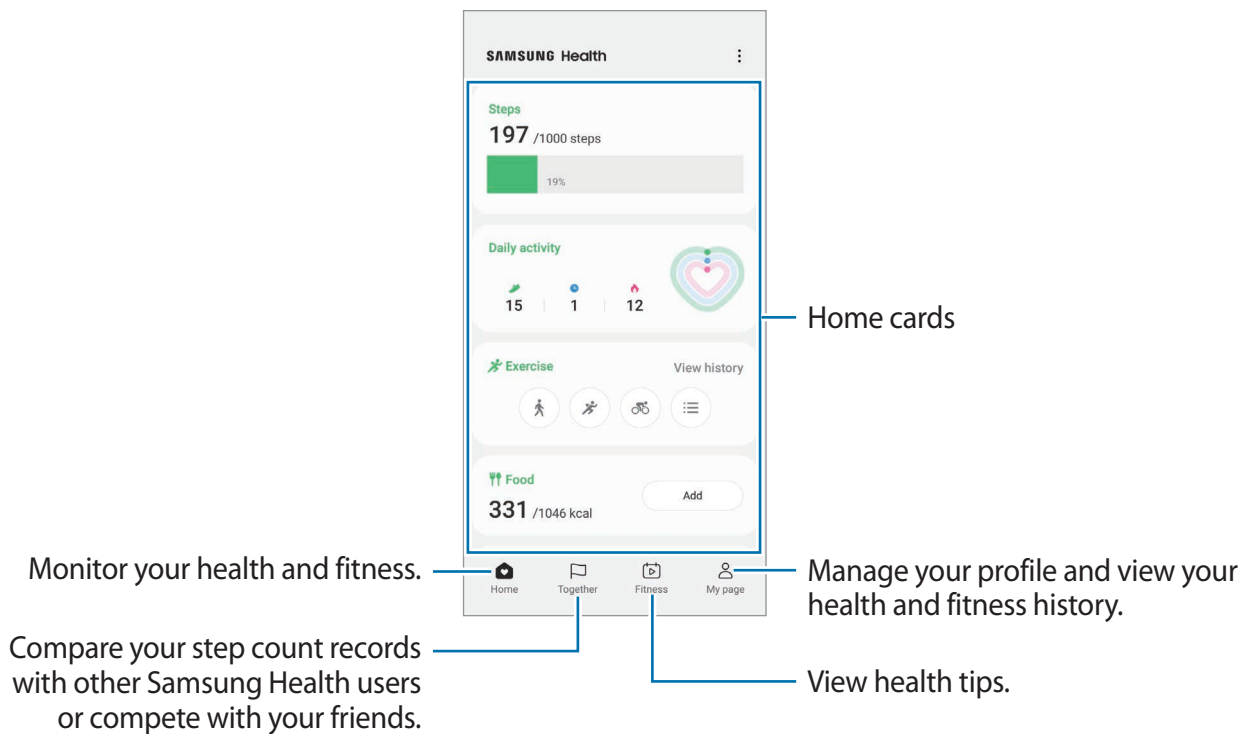 SAMSUNG Health
Steps
197 /1000 steps
19%
Daily activity
15 1 12
Exercise View history
Food
331 /1046 kcal
Add
Home Together Fitness My page
Home cards
Monitor your health and fitness.
Compare your step count records
with other Samsung Health users
or compete with your friends.
Manage your profile and view your
health and fitness history.
View health tips.